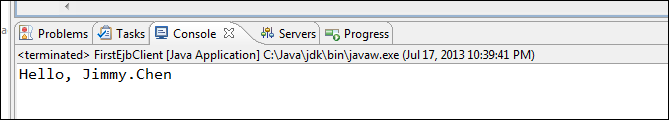 Problems Tasks Console Servers Progress
<terminated> FirstEjbClient [Java Application] C:\Java\jdk\bin\javaw.exe (Jul 17, 2013 10:39:41 PM)
Hello, Jimmy.Chen